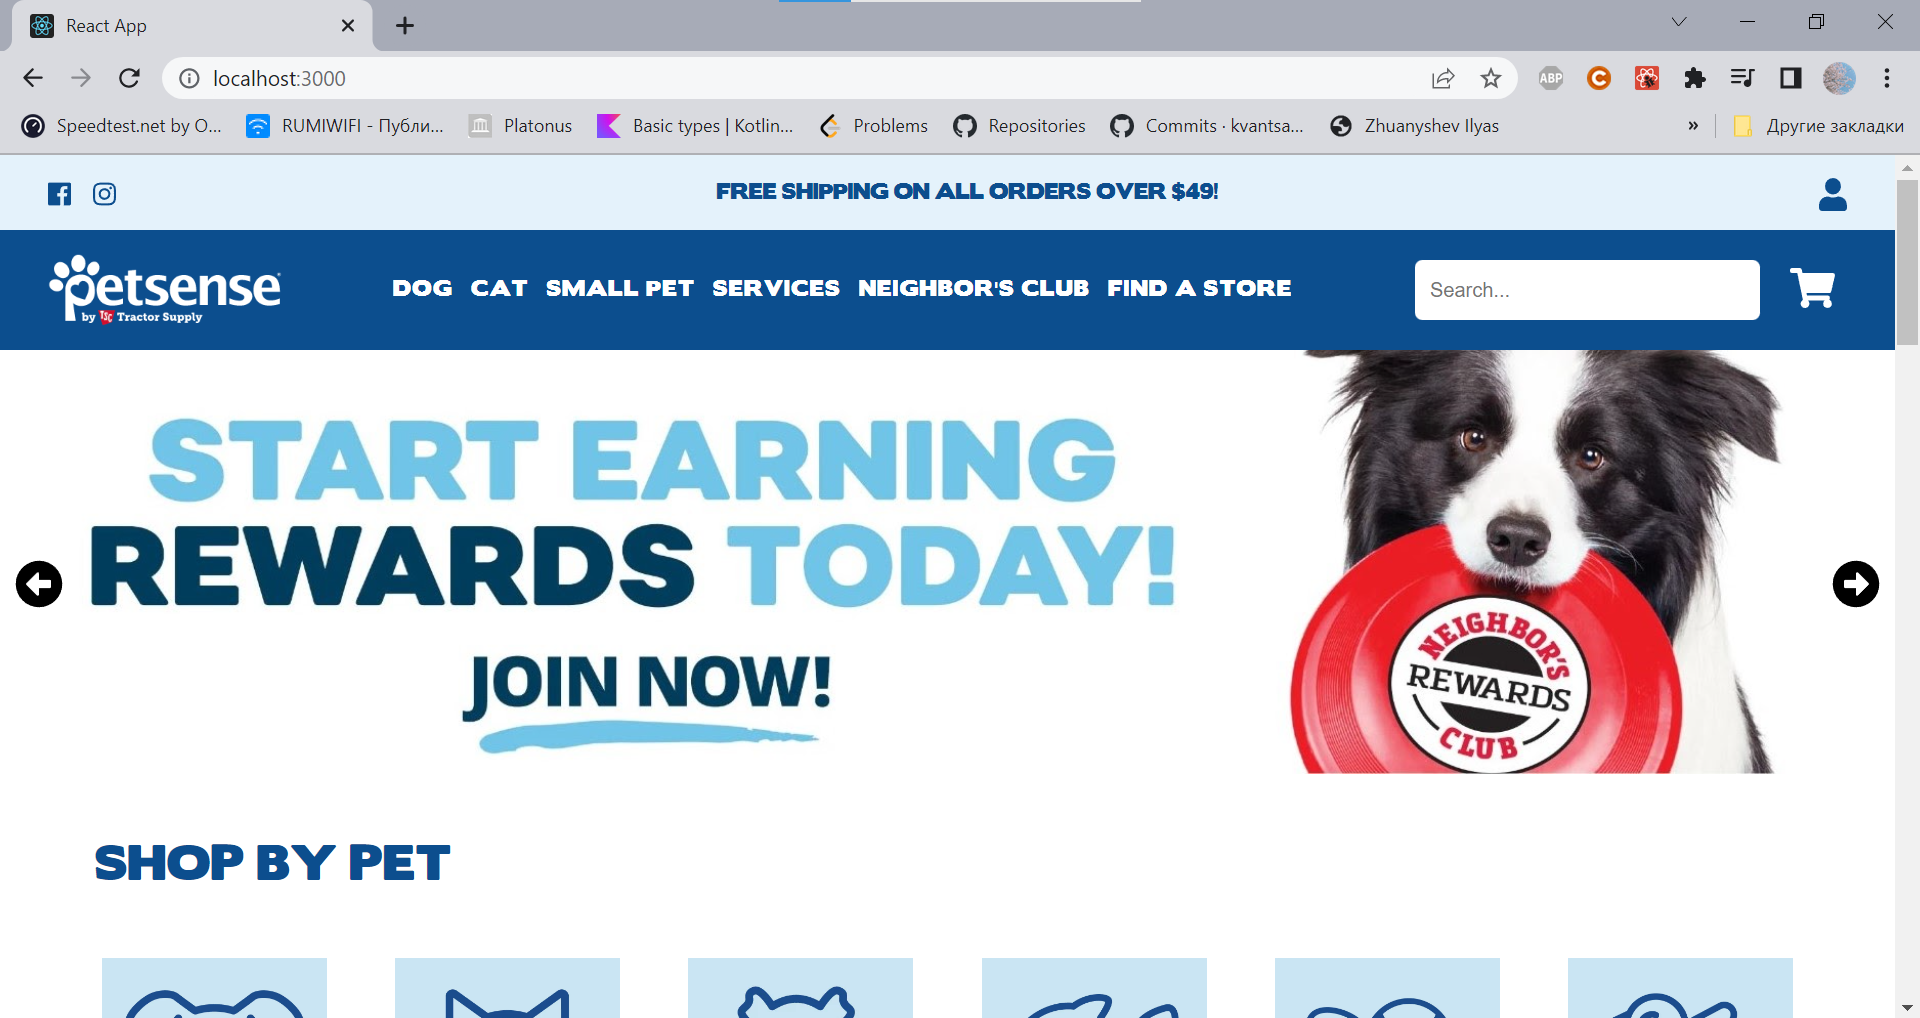 React App
localhost:3000
ABP
Speedtest.net by O...
RUMIWIFI - Публи...
Platonus
Basic types | Kotlin...
Problems
Repositories
Commits · kvantsa...
Zhuanyshev Ilyas
»
Другие закладки
FREE SHIPPING ON ALL ORDERS OVER $49!
petsense
by TSC Tractor Supply
DOG CAT SMALL PET SERVICES NEIGHBOR'S CLUB FIND A STORE
Search...
START EARNING
REWARDS TODAY!
JOIN NOW!
NEIGHBOR'S
REWARDS
CLUB
SHOP BY PET